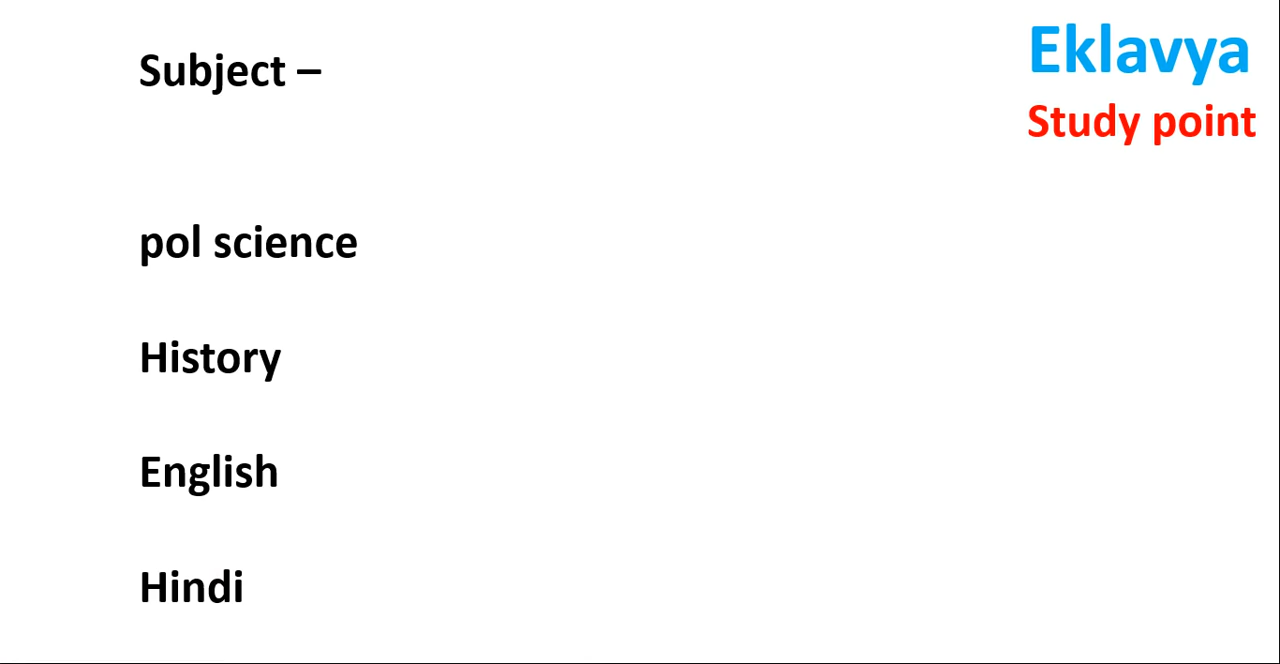 Subject –
Eklavya
Study point
pol science
History
English
Hindi